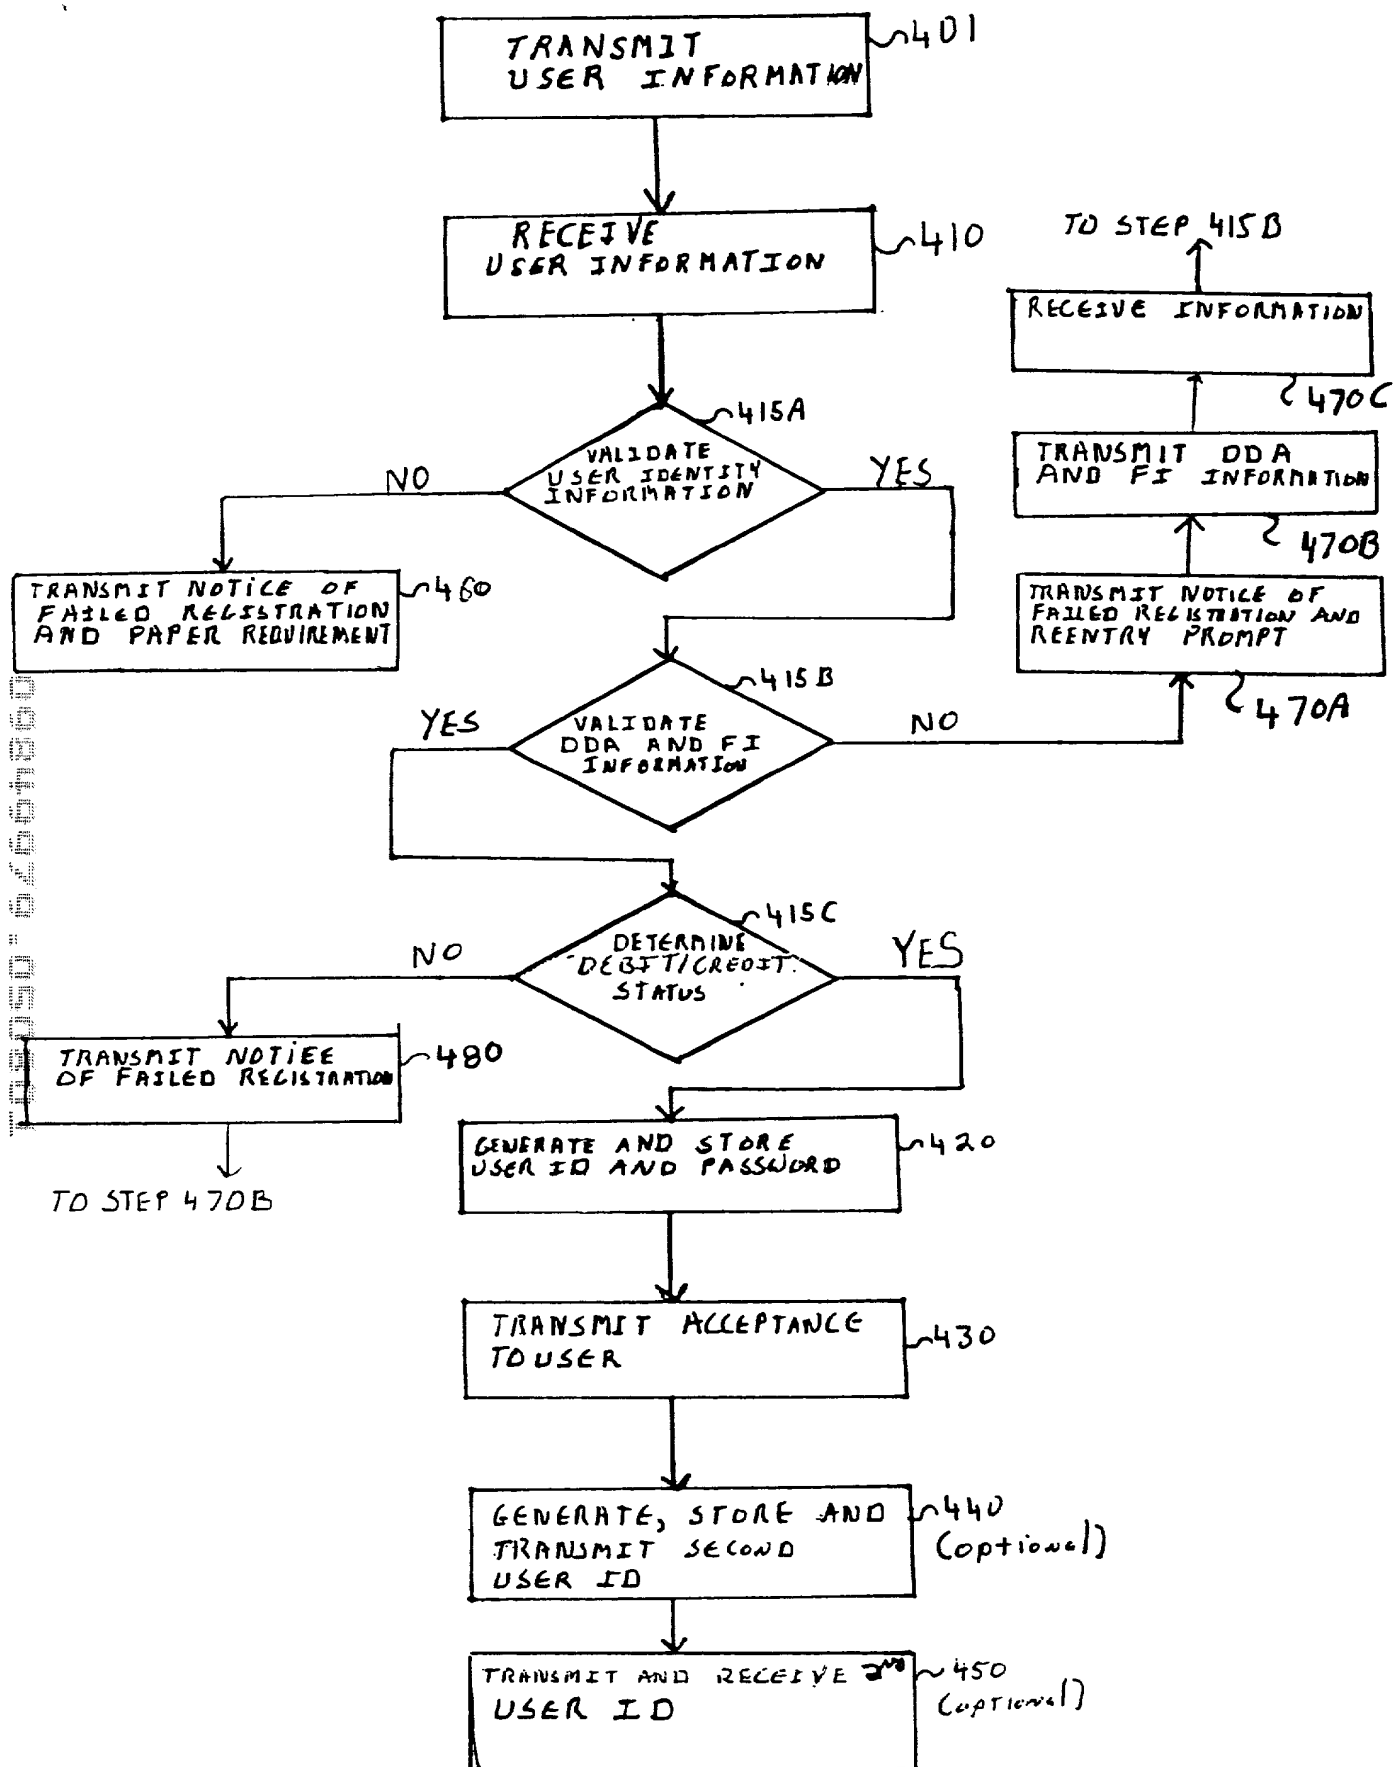 TRANSMIT
USER INFORMATION
401
RECEIVE
USER INFORMATION
410
TO STEP 415B
RECEIVE INFORMATION
470C
TRANSMIT DDA
AND FI INFORMATION
470B
TRANSMIT NOTICE OF
FAILED REGISTRATION AND
REENTRY PROMPT
470A
415A
VALIDATE
USER IDENTITY
INFORMATION
NO
YES
TRANSMIT NOTICE OF
FAILED REGISTRATION
AND PAPER REQUIREMENT
460
415B
VALIDATE
DDA AND FI
INFORMATION
YES
NO
415C
DETERMINE
DEBIT/CREDIT
STATUS
NO
YES
TRANSMIT NOTIEE
OF FAILED REGISTRATION
480
TO STEP 470B
GENERATE AND STORE
USER ID AND PASSWORD
420
TRANSMIT ACCEPTANCE
TO USER
430
GENERATE, STORE AND
TRANSMIT SECOND
USER ID
440
(optional)
TRANSMIT AND RECEIVE 2ND
USER ID
450
(optional)